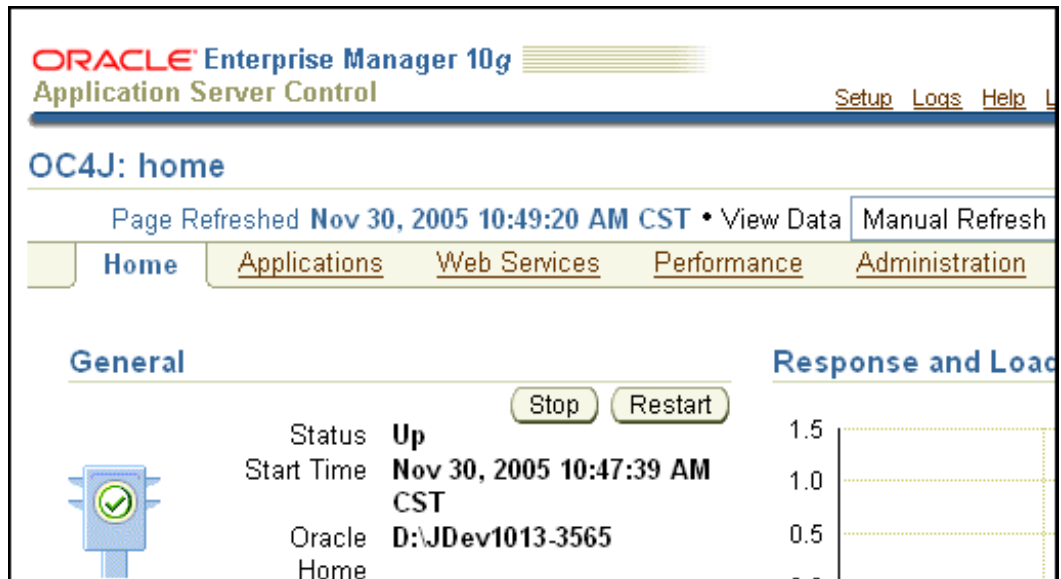 ORACLE Enterprise Manager 10g
Application Server Control
Setup Logs Help
OC4J: home
Page Refreshed Nov 30, 2005 10:49:20 AM CST • View Data Manual Refresh
Home Applications Web Services Performance Administration
General
Stop Restart
Status Up
Start Time Nov 30, 2005 10:47:39 AM
CST
Oracle D:\JDev1013-3565
Home
Response and Load
1.5
1.0
0.5